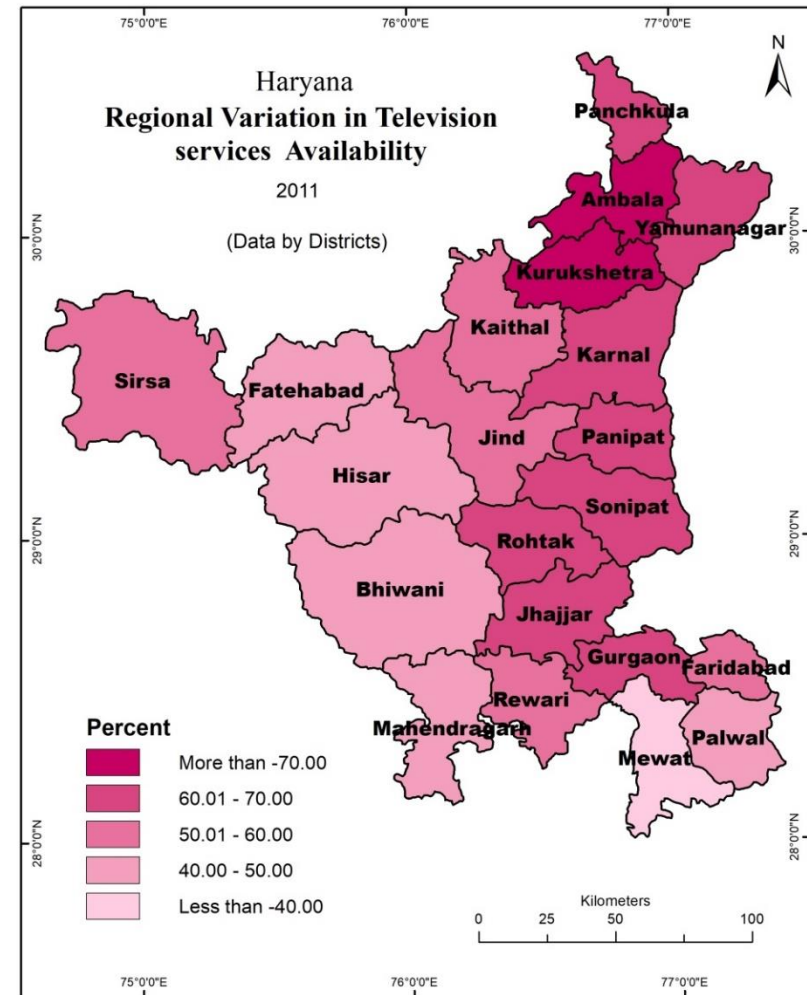 75°0'0"E
76°0'0"E
77°0'0"E
N
Haryana
Regional Variation in Television
services Availability
2011
(Data by Districts)
30°0'0"N
30°0'0"N
29°0'0"N
29°0'0"N
28°0'0"N
28°0'0"N
Panchkula
Ambala
Yamunanagar
Kurukshetra
Kaithal
Karnal
Sirsa
Fatehabad
Jind
Panipat
Hisar
Sonipat
Rohtak
Bhiwani
Jhajjar
Gurgaon
Faridabad
Rewari
Mahendragarh
Palwal
Mewat
Percent
More than -70.00
60.01 - 70.00
50.01 - 60.00
40.00 - 50.00
Less than -40.00
Kilometers
0 25 50 100
75°0'0"E
76°0'0"E
77°0'0"E